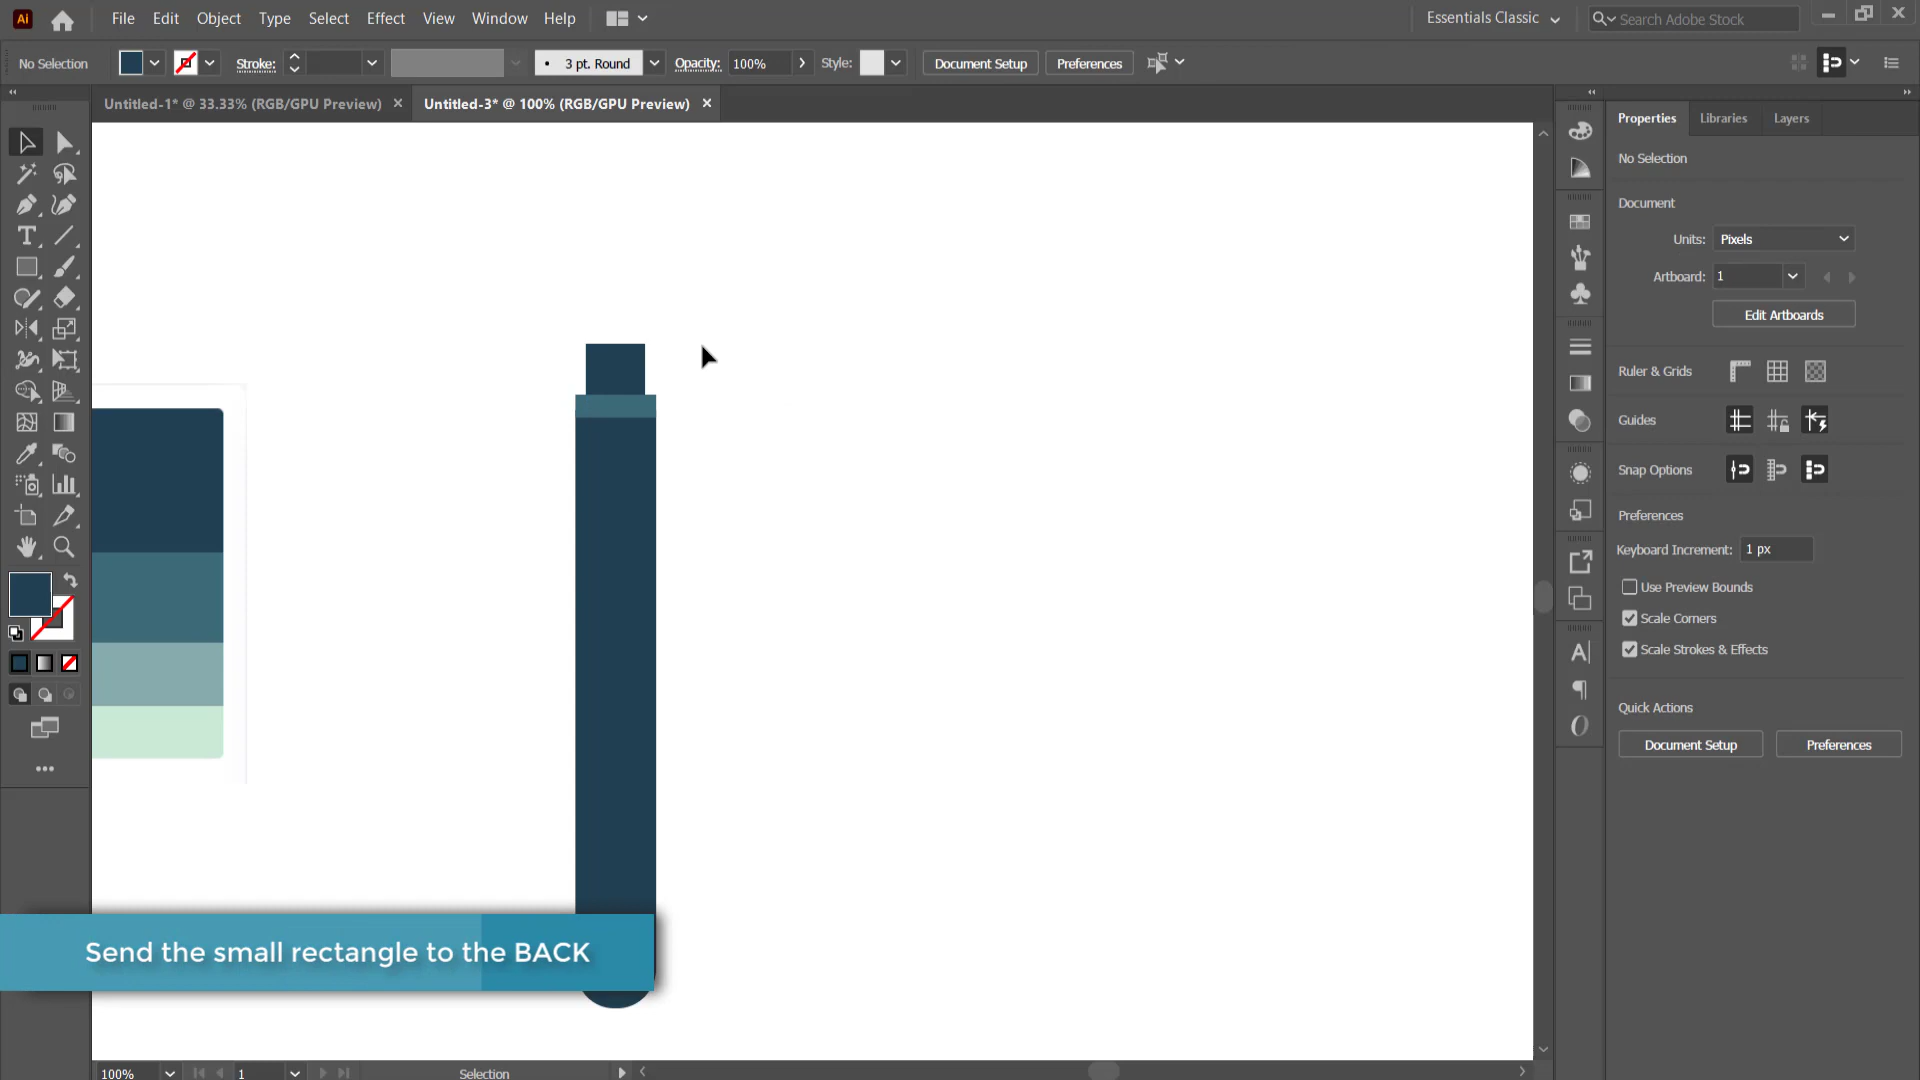 Ai File Edit Object Type Select Effect View Window Help Essentials Classic Search Adobe Stock
No Selection Stroke: 3 pt. Round Opacity: 100% Style: Document Setup Preferences
Untitled-1* @ 33.33% (RGB/GPU Preview) Untitled-3* @ 100% (RGB/GPU Preview)
Properties Libraries Layers
No Selection
Document
Units: Pixels
Artboard: 1
Edit Artboards
Ruler & Grids
Guides
Snap Options
Preferences
Keyboard Increment: 1 px
Use Preview Bounds
Scale Corners
Scale Strokes & Effects
Quick Actions
Document Setup Preferences
Send the small rectangle to the BACK
100% 1 Selection